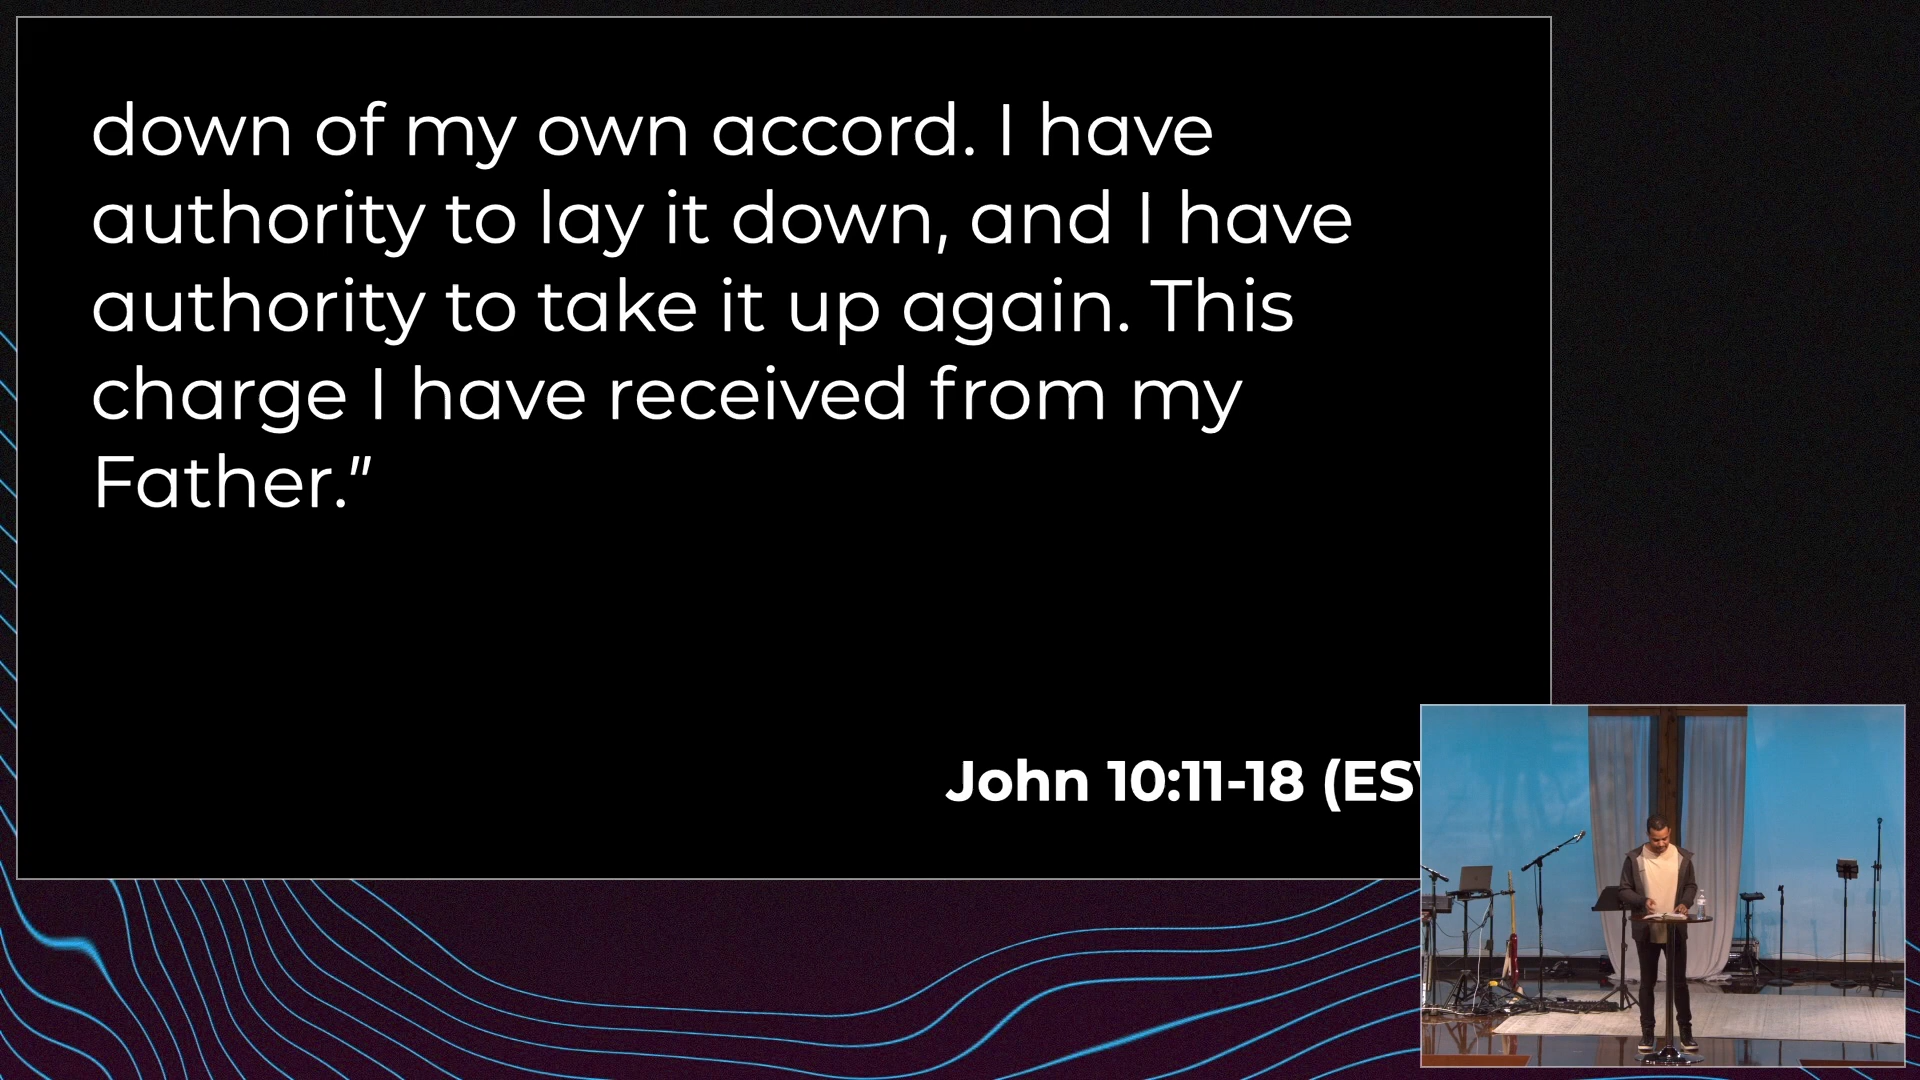 down of my own accord. I have
authority to lay it down, and I have
authority to take it up again. This
charge I have received from my
Father.”
John 10:11-18 (ES